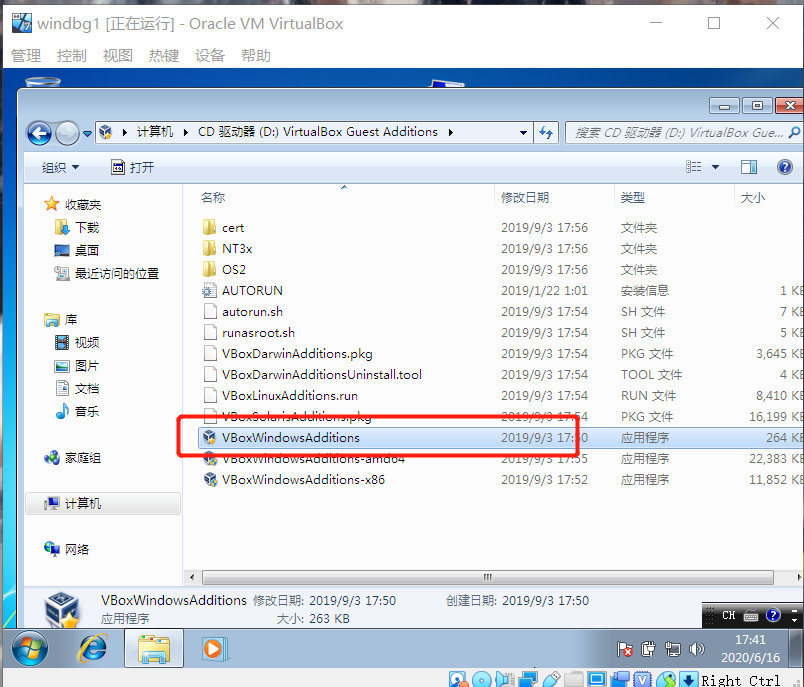 windbg1 [正在运行] - Oracle VM VirtualBox
管理 控制 视图 热键 设备 帮助
计算机 CD 驱动器 (D:) VirtualBox Guest Additions 搜索 CD 驱动器 (D:) VirtualBox Gue...
组织 打开
收藏夹
下载
桌面
最近访问的位置
库
视频
图片
文档
音乐
家庭组
计算机
网络
名称 修改日期 类型 大小
cert 2019/9/3 17:56 文件夹
NT3x 2019/9/3 17:56 文件夹
OS2 2019/9/3 17:56 文件夹
AUTORUN 2019/1/22 1:01 安装信息 1 KB
autorun.sh 2019/9/3 17:54 SH 文件 7 KB
runasroot.sh 2019/9/3 17:54 SH 文件 5 KB
VBoxDarwinAdditions.pkg 2019/9/3 17:54 PKG 文件 3,645 KB
VBoxDarwinAdditionsUninstall.tool 2019/9/3 17:54 TOOL 文件 4 KB
VBoxLinuxAdditions.run 2019/9/3 17:54 RUN 文件 8,410 KB
VBoxSolarisAdditions.pkg 2019/9/3 17:54 PKG 文件 16,199 KB
VBoxWindowsAdditions 2019/9/3 17:50 应用程序 264 KB
VBoxWindowsAdditions-amd64 2019/9/3 17:55 应用程序 22,383 KB
VBoxWindowsAdditions-x86 2019/9/3 17:52 应用程序 11,852 KB
VBoxWindowsAdditions 修改日期: 2019/9/3 17:50 创建日期: 2019/9/3 17:50
应用程序 大小: 263 KB
CH
17:41
2020/6/16
Right Ctrl